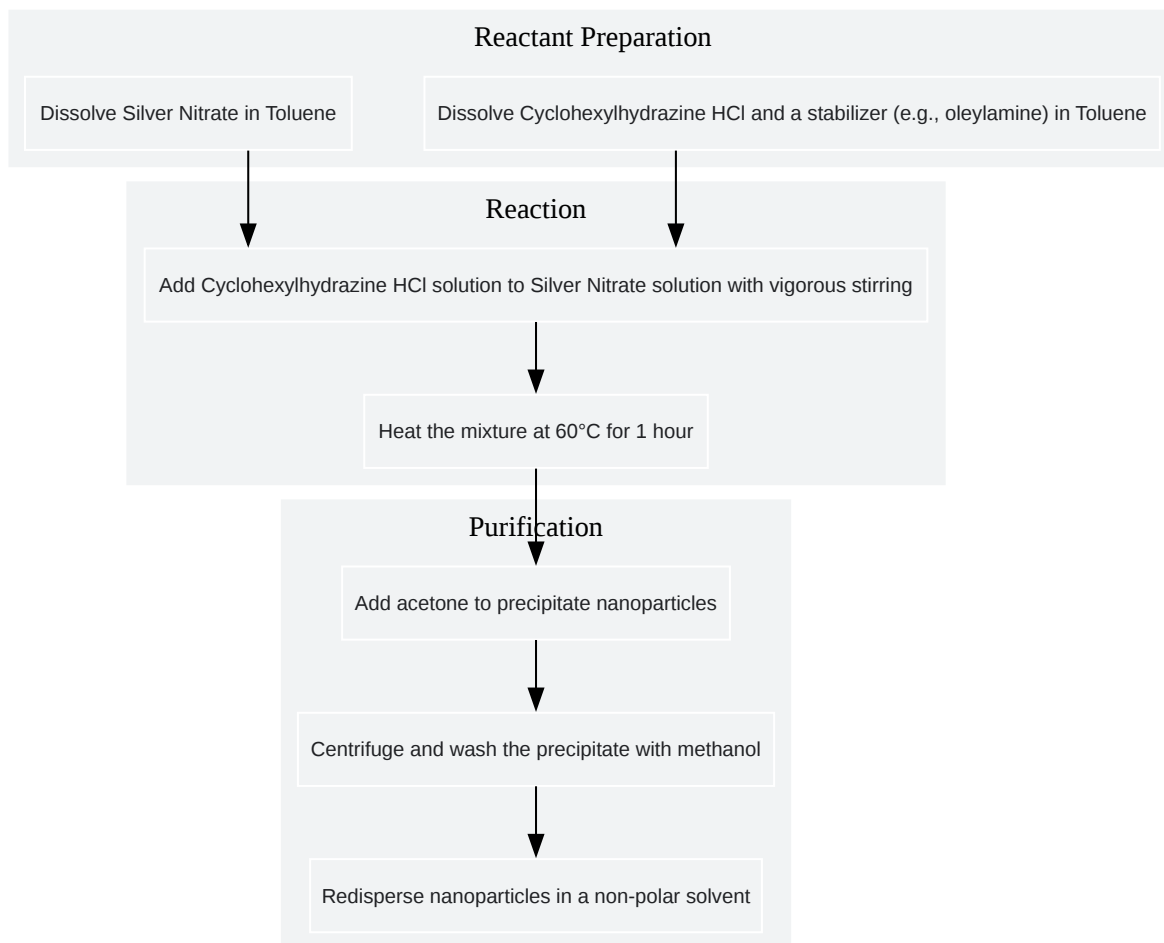 Reactant Preparation
Dissolve Silver Nitrate in Toluene
Dissolve Cyclohexylhydrazine HCl and a stabilizer (e.g., oleylamine) in Toluene
Reaction
Add Cyclohexylhydrazine HCl solution to Silver Nitrate solution with vigorous stirring
Heat the mixture at 60°C for 1 hour
Purification
Add acetone to precipitate nanoparticles
Centrifuge and wash the precipitate with methanol
Redisperse nanoparticles in a non-polar solvent